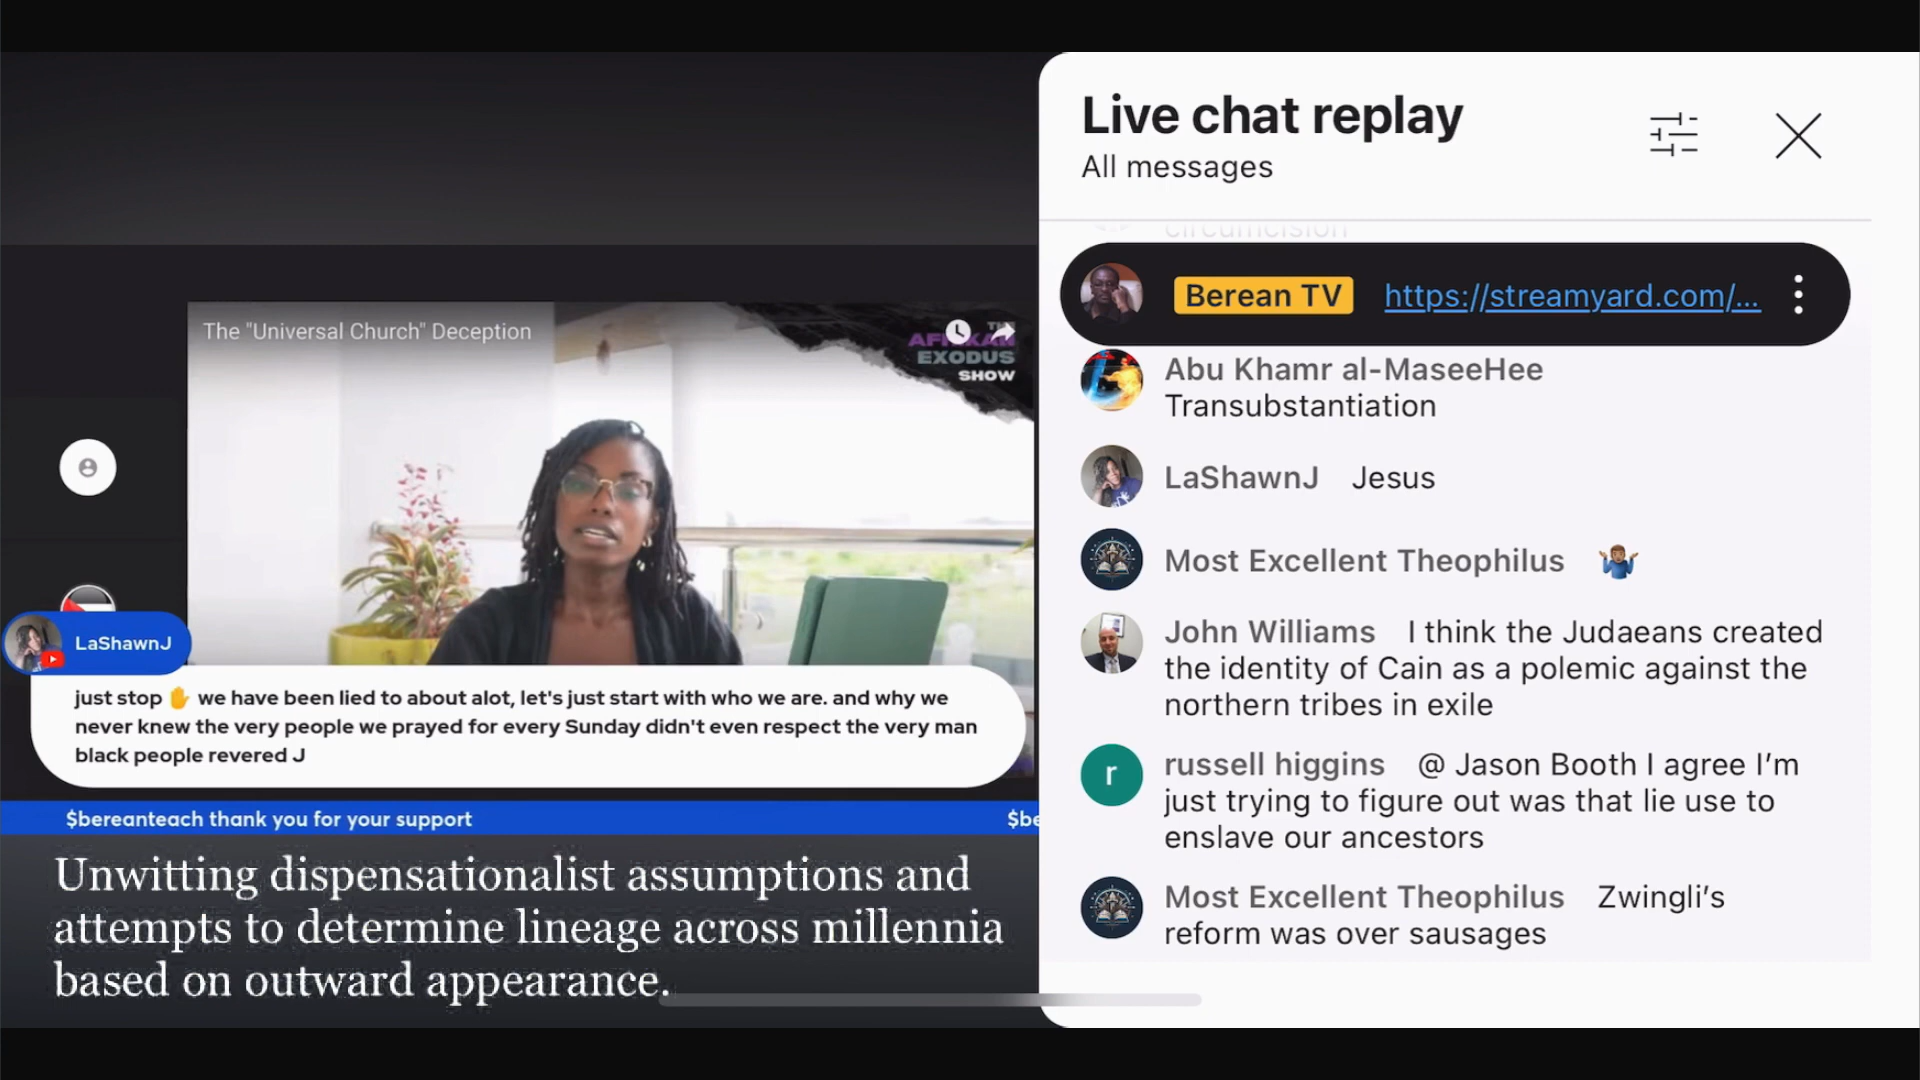 The "Universal Church" Deception
THE
AFRIKAN
EXODUS
SHOW
LaShawnJ
just stop ✋ we have been lied to about alot, let's just start with who we are. and why we
never knew the very people we prayed for every Sunday didn't even respect the very man
black people revered J
$bereanteach thank you for your support
$be
Unwitting dispensationalist assumptions and
attempts to determine lineage across millennia
based on outward appearance.
Live chat replay
All messages
circumcision
Berean TV https://streamyard.com/...
Abu Khamr al-MaseeHee
Transubstantiation
LaShawnJ Jesus
Most Excellent Theophilus 🤷🏽‍♂️
John Williams I think the Judaeans created
the identity of Cain as a polemic against the
northern tribes in exile
r
russell higgins @ Jason Booth I agree I’m
just trying to figure out was that lie use to
enslave our ancestors
Most Excellent Theophilus Zwingli’s
reform was over sausages